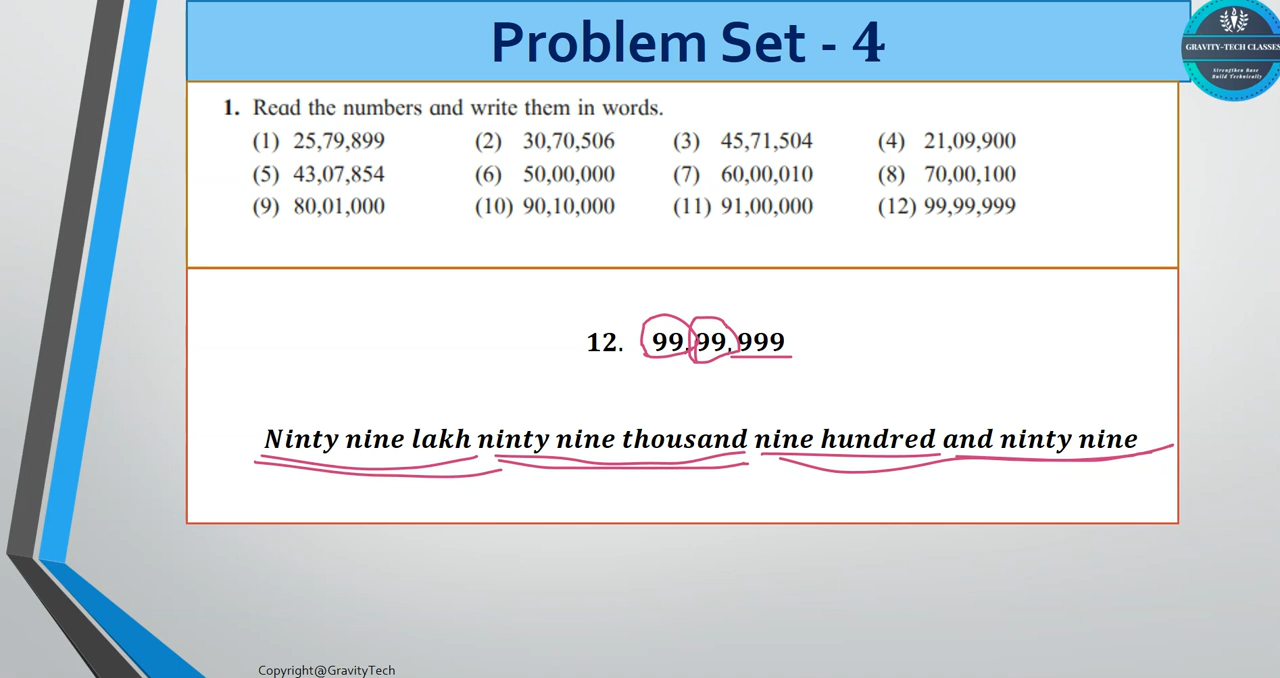 Problem Set - 4
GRAVITY-TECH CLASSES
Strengthen Base
Build Technically
1. Read the numbers and write them in words.
(1) 25,79,899 (2) 30,70,506 (3) 45,71,504 (4) 21,09,900
(5) 43,07,854 (6) 50,00,000 (7) 60,00,010 (8) 70,00,100
(9) 80,01,000 (10) 90,10,000 (11) 91,00,000 (12) 99,99,999
12. 99,99,999
Ninty nine lakh ninty nine thousand nine hundred and ninty nine
Copyright@GravityTech